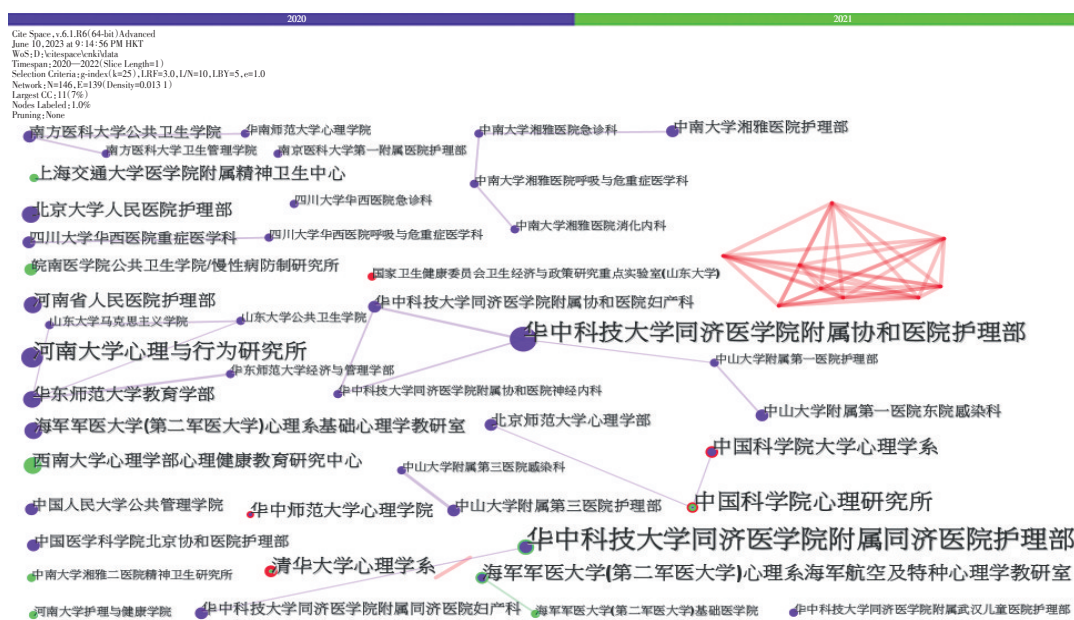 2020
2021
Cite Space,v.6.1.R6(64-bit)Advanced
June 10,2023 at 9:14:56 PM HKT
WoS:D:\citespace\cnki\data
Timespan:2020—2022(Slice Length=1)
Selection Criteria:g-index(k=25),LRF=3.0,L/N=10,LBY=5,e=1.0
Network:N=146,E=139(Density=0.013 1)
Largest CC:11(7%)
Nodes Labeled:1.0%
Pruning:None
南方医科大学公共卫生学院
华南师范大学心理学院
中南大学湘雅医院急诊科
中南大学湘雅医院护理部
南方医科大学卫生管理学院
南京医科大学第一附属医院护理部
上海交通大学医学院附属精神卫生中心
中南大学湘雅医院呼吸与危重症医学科
四川大学华西医院急诊科
北京大学人民医院护理部
中南大学湘雅医院消化内科
四川大学华西医院重症医学科
四川大学华西医院呼吸与危重症医学科
皖南医学院公共卫生学院/慢性病防制研究所
国家卫生健康委员会卫生经济与政策研究重点实验室(山东大学)
河南省人民医院护理部
华中科技大学同济医学院附属协和医院妇产科
山东大学马克思主义学院
山东大学公共卫生学院
华中科技大学同济医学院附属协和医院护理部
河南大学心理与行为研究所
中山大学附属第一医院护理部
华东师范大学经济与管理学部
华东师范大学教育学部
华中科技大学同济医学院附属协和医院神经内科
中山大学附属第一医院东院感染科
海军军医大学(第二军医大学)心理系基础心理学教研室
北京师范大学心理学部
中国科学院大学心理学系
西南大学心理学部心理健康教育研究中心
中山大学附属第三医院感染科
中国人民大学公共管理学院
华中师范大学心理学院
中山大学附属第三医院护理部
中国科学院心理研究所
中国医学科学院北京协和医院护理部
华中科技大学同济医学院附属同济医院护理部
清华大学心理学系
中南大学湘雅二医院精神卫生研究所
海军军医大学(第二军医大学)心理系海军航空及特种心理学教研室
河南大学护理与健康学院
华中科技大学同济医学院附属同济医院妇产科
海军军医大学(第二军医大学)基础医学院
华中科技大学同济医学院附属武汉儿童医院护理部